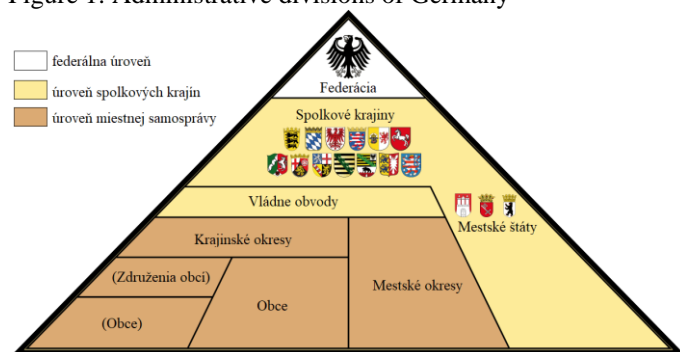 Figure 1: Administrative divisions of Germany
federálna úroveň
úroveň spolkových krajín
úroveň miestnej samosprávy
Federácia
Spolkové krajiny
Vládne obvody
Mestské štáty
Krajinské okresy
(Združenia obcí)
Mestské okresy
Obce
(Obce)